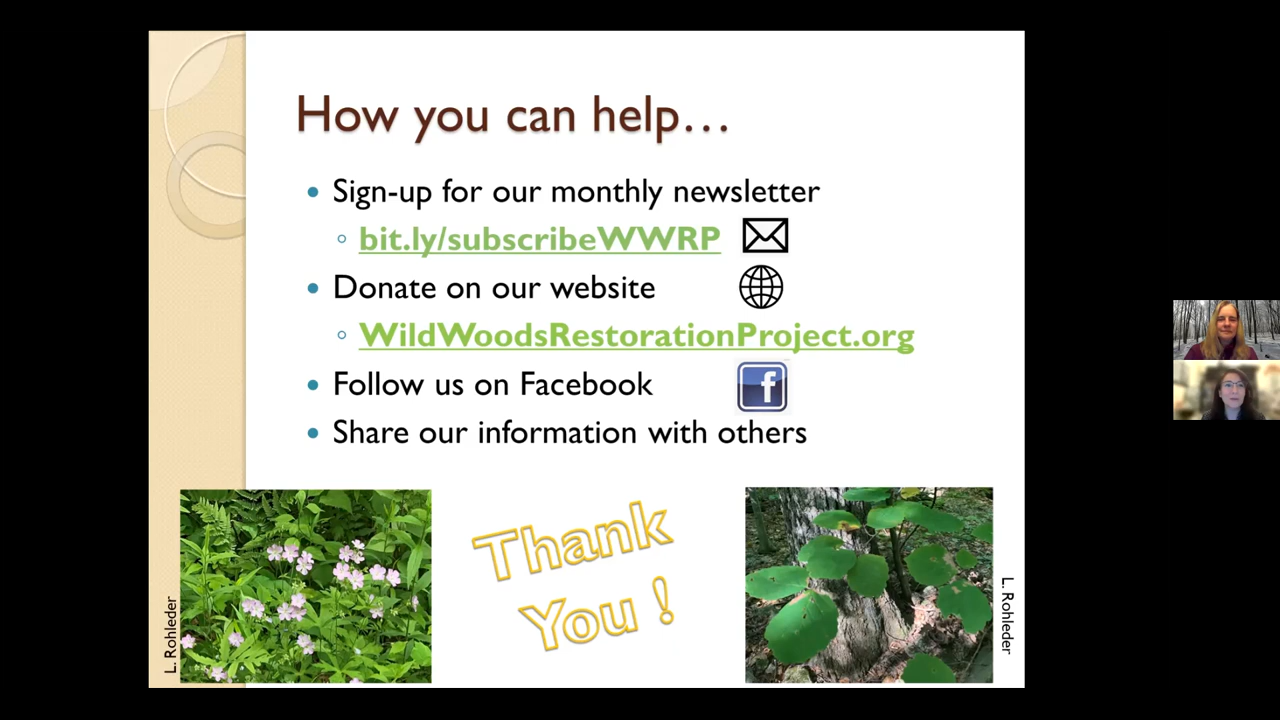 How you can help…
• Sign-up for our monthly newsletter
◦ bit.ly/subscribeWWRP
• Donate on our website
◦ WildWoodsRestorationProject.org
• Follow us on Facebook
• Share our information with others
Thank
You !
L. Rohleder
L. Rohleder